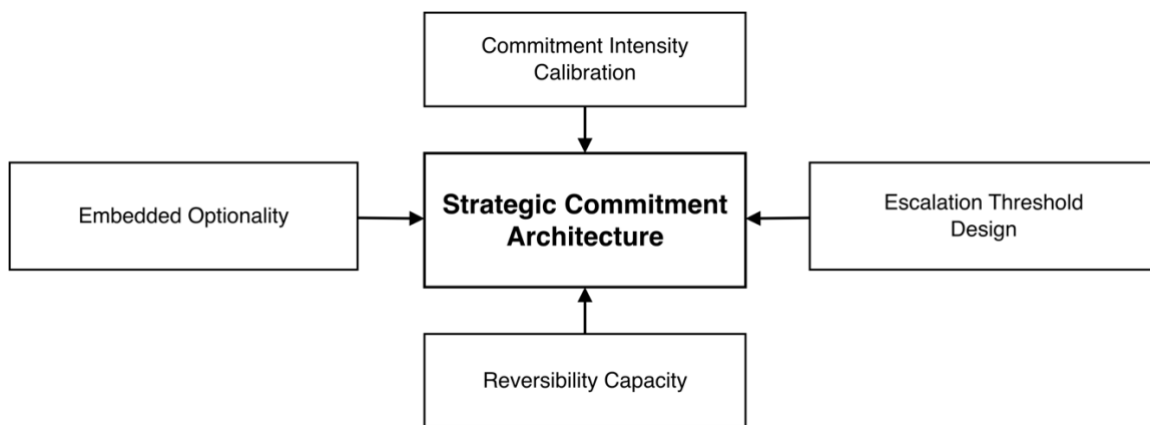 Commitment Intensity
Calibration
Embedded Optionality
Strategic Commitment
Architecture
Escalation Threshold
Design
Reversibility Capacity